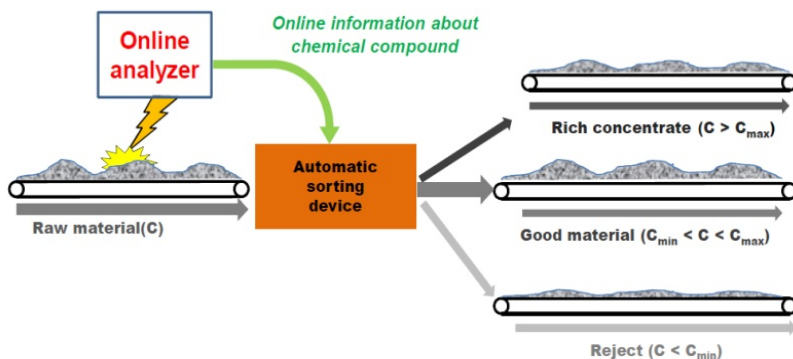 Online
analyzer
Online information about
chemical compound
Raw material(C)
Automatic
sorting
device
Rich concentrate (C > Cmax)
Good material (Cmin < C < Cmax)
Reject (C < Cmin)